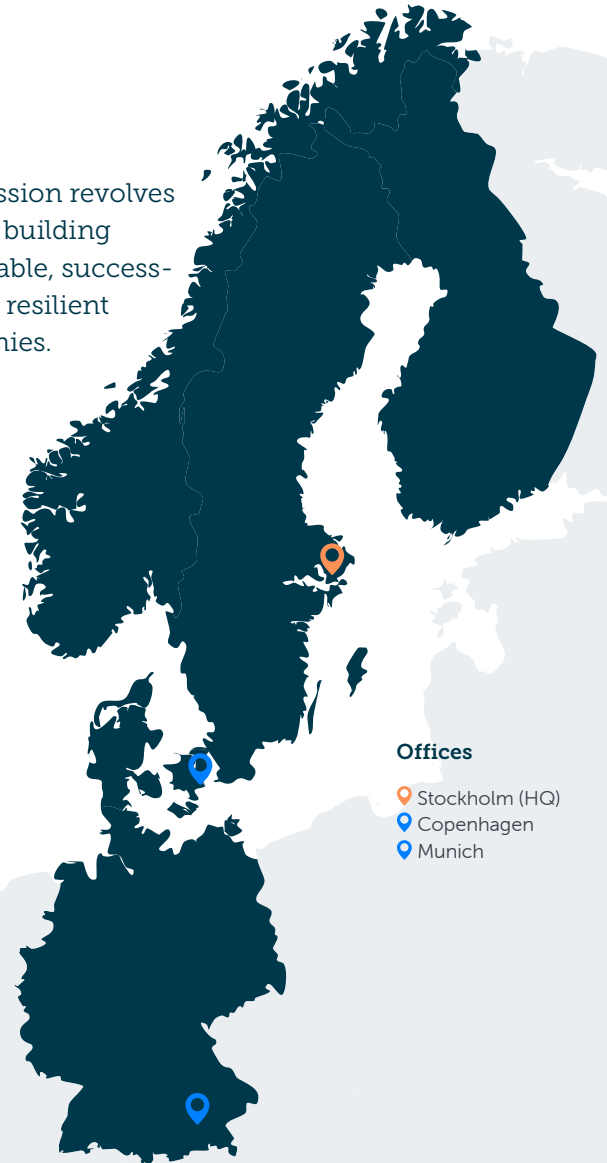 ssion revolves
building
able, success-
resilient
nies.
Offices
Stockholm (HQ)
Copenhagen
Munich